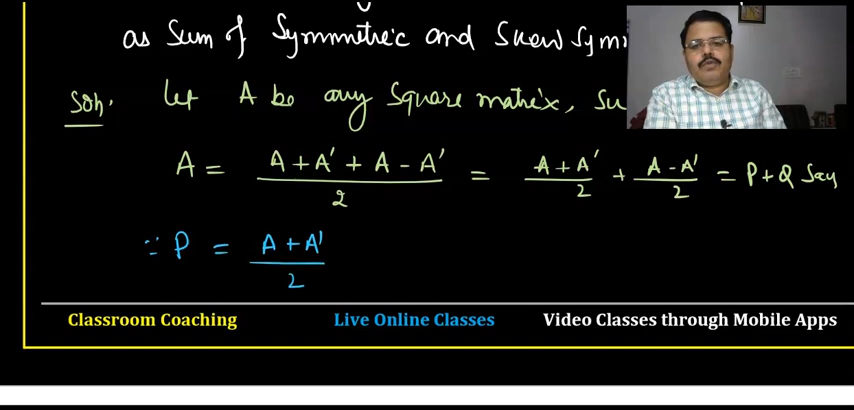 as Sum of Symmetric and Skew Symm
Soln. Let A be any Square matrix, Su
A = A + A' + A - A' / 2 = A + A' / 2 + A - A' / 2 = P + Q Say
∵ P = A + A' / 2
Classroom Coaching Live Online Classes Video Classes through Mobile Apps